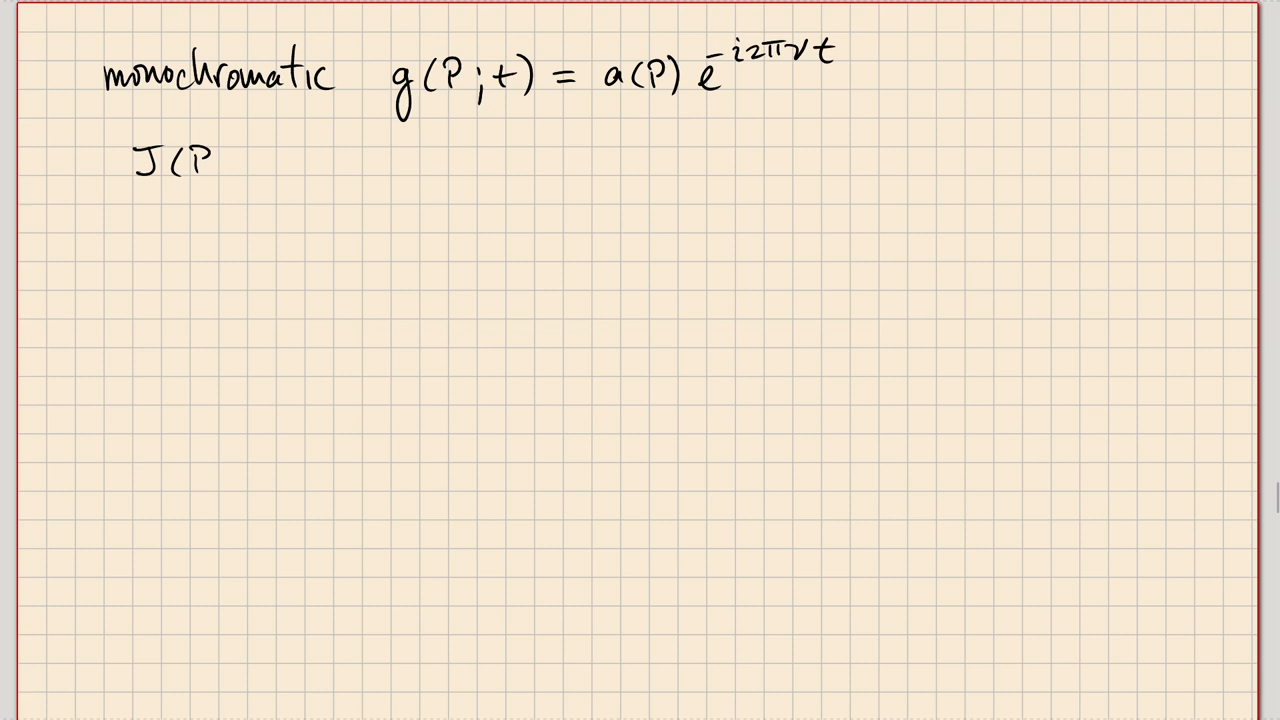 monochromatic g(P;t) = a(P) e^{-i2πνt}
J(P